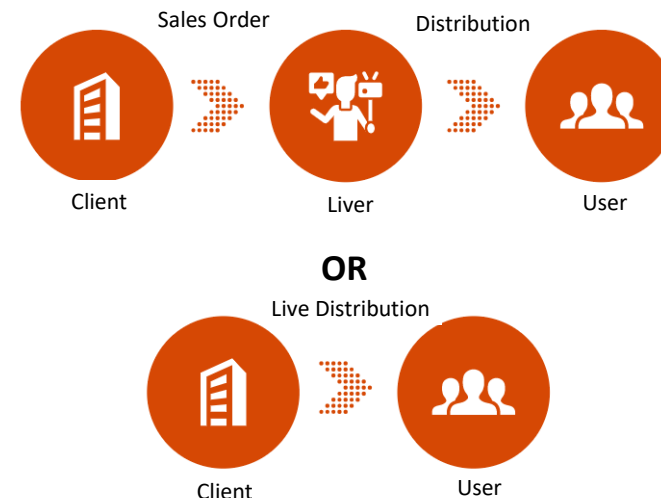 Sales Order
Distribution
Client
Liver
User
OR
Live Distribution
Client
User